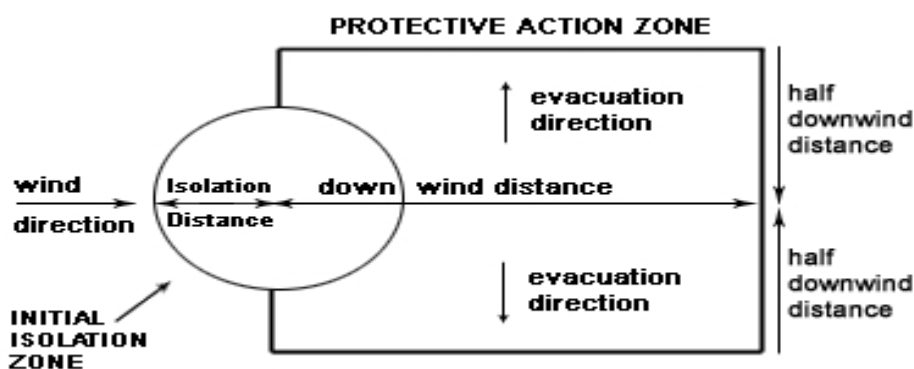 PROTECTIVE ACTION ZONE
evacuation
direction
half
downwind
distance
wind
direction
Isolation
Distance
down wind distance
evacuation
direction
half
downwind
distance
INITIAL
ISOLATION
ZONE